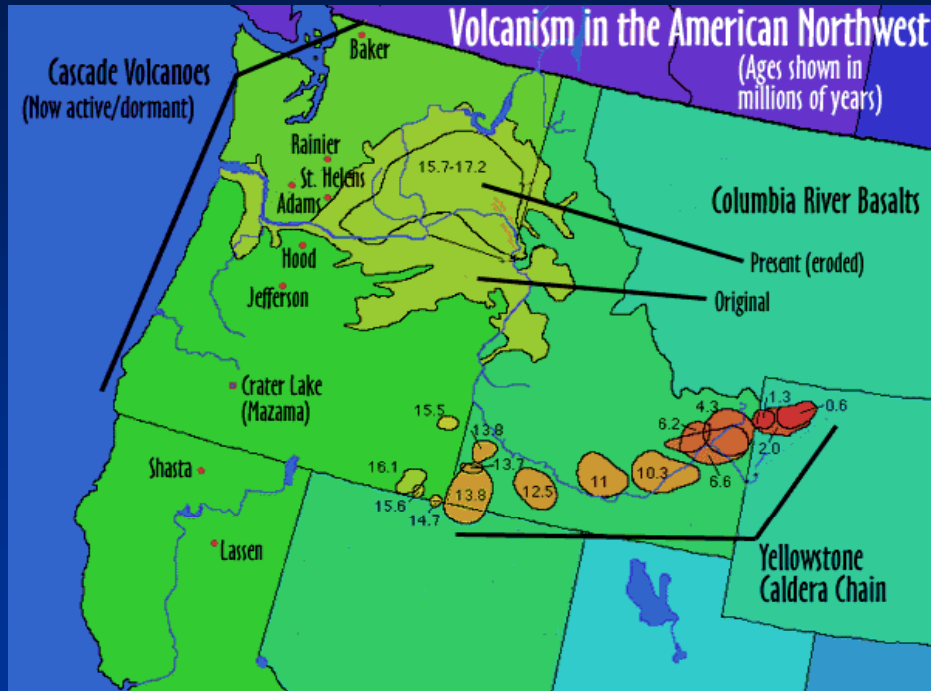 Volcanism in the American Northwest
(Ages shown in
millions of years)
Cascade Volcanoes
(Now active/dormant)
Baker
Rainier
St. Helens
Adams
Hood
Jefferson
Crater Lake
(Mazama)
Shasta
Lassen
15.7-17.2
Columbia River Basalts
Present (eroded)
Original
15.5
13.8
13.7
16.1
15.6
14.7
13.8
12.5
11
10.3
6.2
4.3
6.6
1.3
0.6
2.0
Yellowstone
Caldera Chain